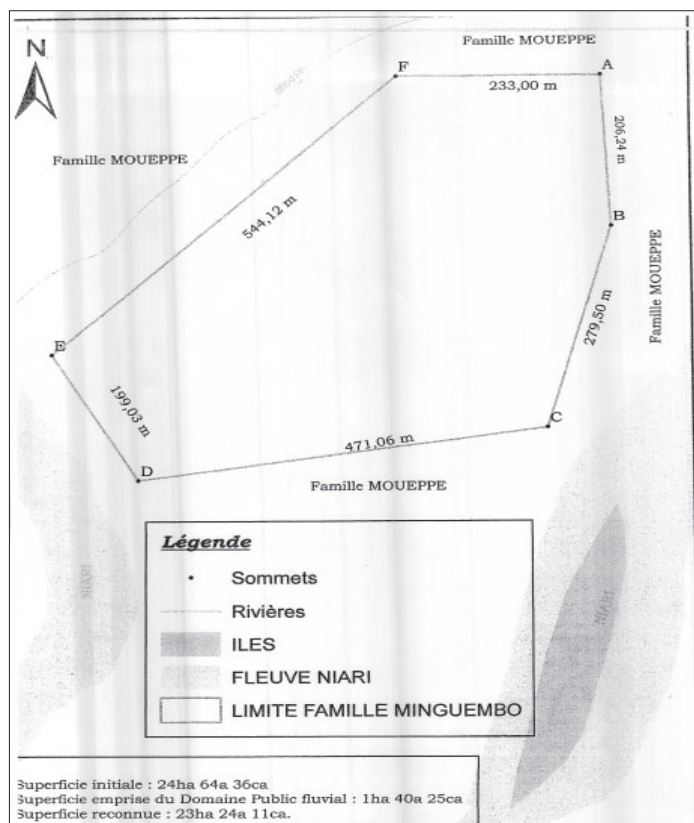 Famille MOUEPPE
N
F
A
233,00 m
206,24 m
Famille MOUEPPE
544,12 m
B
Famille MOUEPPE
279,50 m
E
199,03 m
C
471,06 m
D
Famille MOUEPPE
Légende
Sommets
Rivières
ILES
FLEUVE NIARI
LIMITE FAMILLE MINGUEMBO
NIARI
NIARI
Superficie initiale : 24ha 64a 36ca
Superficie emprise du Domaine Public fluvial : 1ha 40a 25ca
Superficie reconnue : 23ha 24a 11ca.